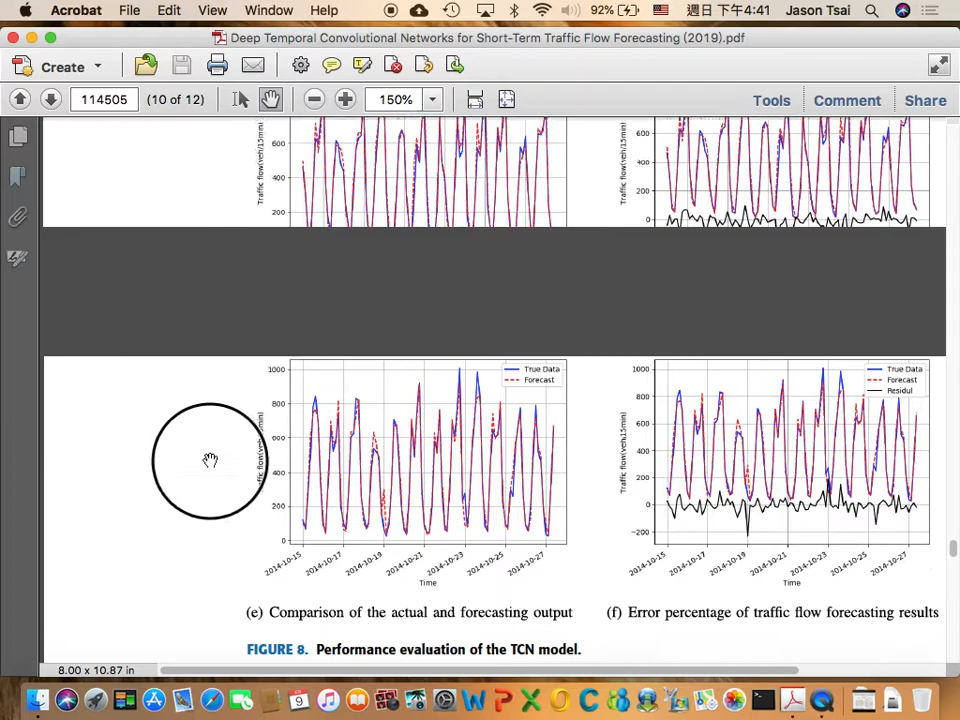 Acrobat File Edit View Window Help 92% 週日 下午4:41 Jason Tsai
Deep Temporal Convolutional Networks for Short-Term Traffic Flow Forecasting (2019).pdf
Create
114505 (10 of 12) 150% Tools Comment Share
Traffic flow(veh/15min)
600
400
200
Traffic flow(veh/15min)
600
400
200
0
1000
800
600
400
200
0
True Data
Forecast
2014-10-15 2014-10-17 2014-10-19 2014-10-21 2014-10-23 2014-10-25 2014-10-27
Time
Traffic flow(veh15min)
1000
800
600
400
200
0
−200
True Data
Forecast
Residul
2014-10-15 2014-10-17 2014-10-19 2014-10-21 2014-10-23 2014-10-25 2014-10-27
Time
(e) Comparison of the actual and forecasting output
(f) Error percentage of traffic flow forecasting results
FIGURE 8. Performance evaluation of the TCN model.
8.00 x 10.87 in